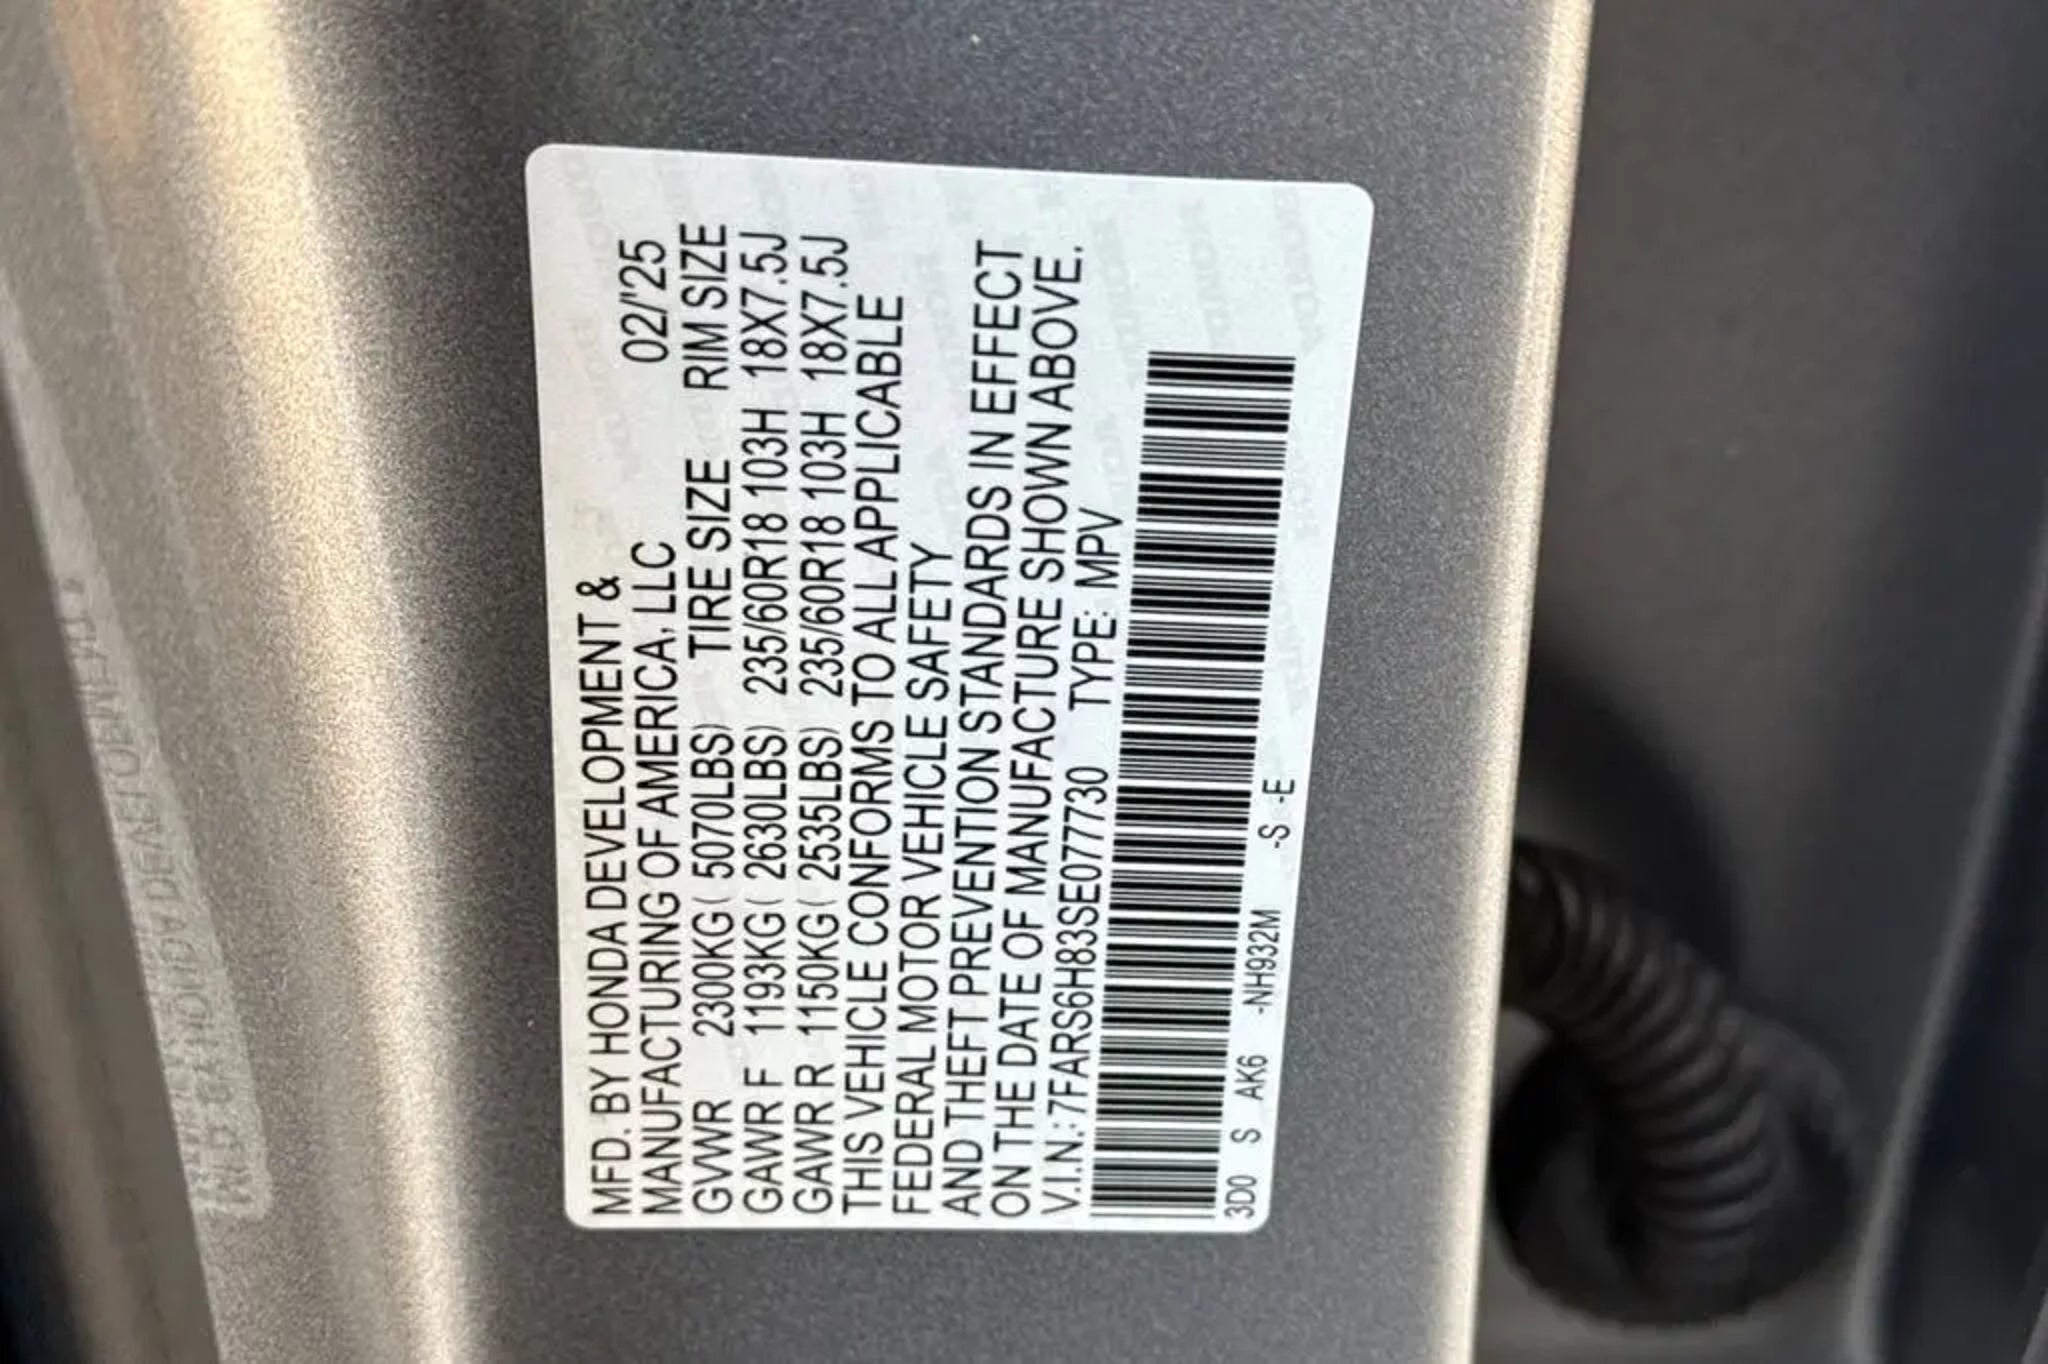 MFD. BY HONDA DEVELOPMENT &
MANUFACTURING OF AMERICA, LLC 02/'25
GVWR 2300KG ( 5070LBS) TIRE SIZE RIM SIZE
GAWR F 1193KG ( 2630LBS) 235/60R18 103H 18X7.5J
GAWR R 1150KG ( 2535LBS) 235/60R18 103H 18X7.5J
THIS VEHICLE CONFORMS TO ALL APPLICABLE
FEDERAL MOTOR VEHICLE SAFETY
AND THEFT PREVENTION STANDARDS IN EFFECT
ON THE DATE OF MANUFACTURE SHOWN ABOVE.
V.I.N.: 7FARS6H83SE077730 TYPE: MPV
3D0 S AK6 -NH932M -S -E